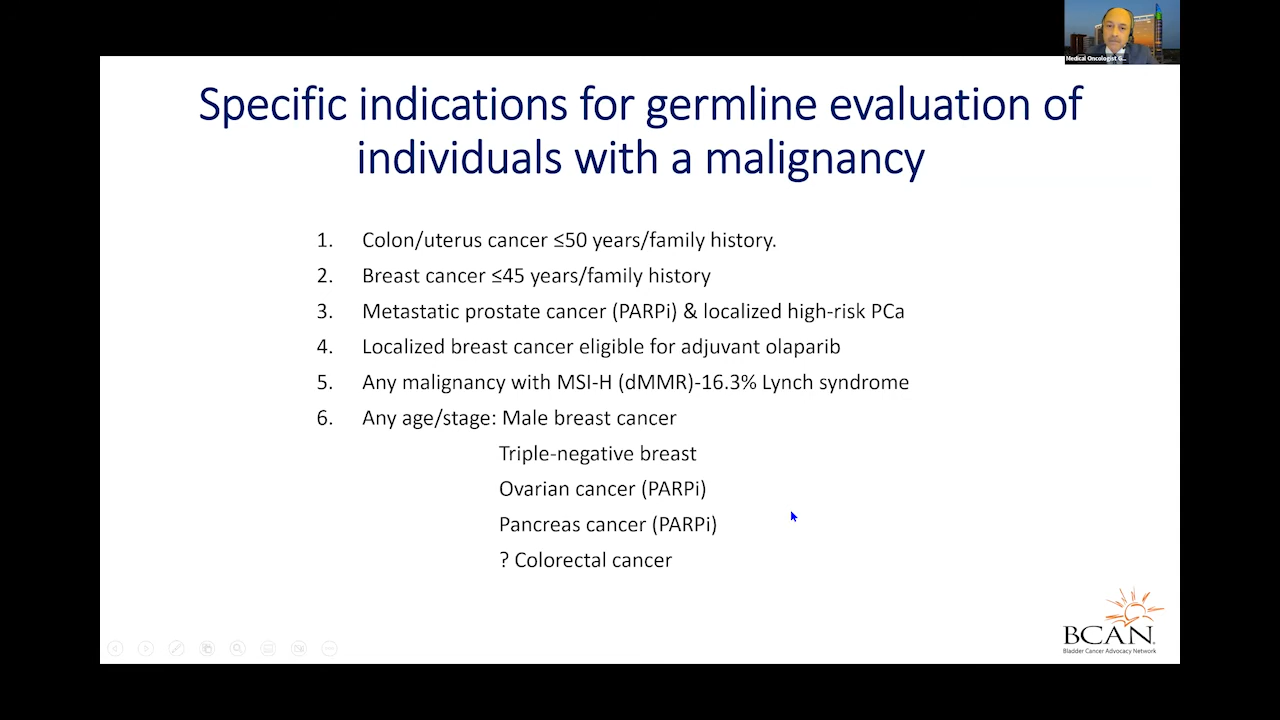 Medical Oncologist G...
Specific indications for germline evaluation of
individuals with a malignancy
1. Colon/uterus cancer ≤50 years/family history.
2. Breast cancer ≤45 years/family history
3. Metastatic prostate cancer (PARPi) & localized high-risk PCa
4. Localized breast cancer eligible for adjuvant olaparib
5. Any malignancy with MSI-H (dMMR)-16.3% Lynch syndrome
6. Any age/stage: Male breast cancer
Triple-negative breast
Ovarian cancer (PARPi)
Pancreas cancer (PARPi)
? Colorectal cancer
BCAN
Bladder Cancer Advocacy Network